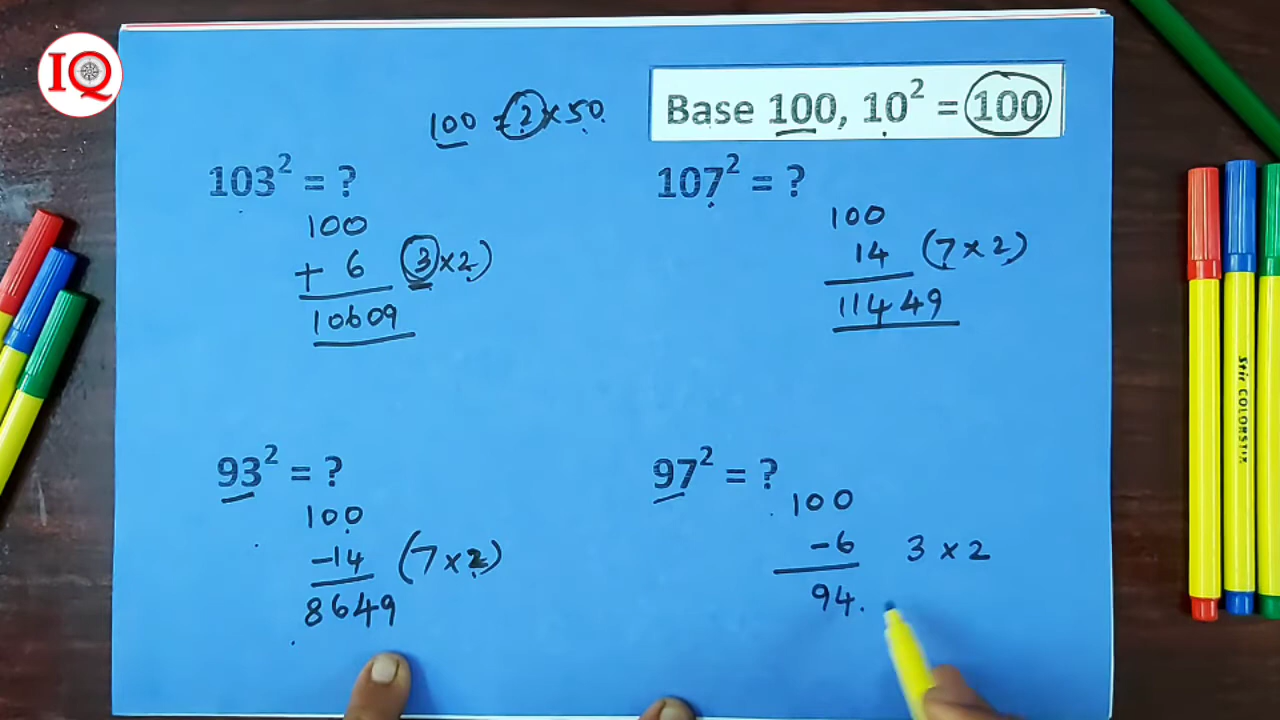 IQ
Base 100, 10² = 100
100 = 2 × 50
103² = ?
100
+ 6 (3×2)
10609
107² = ?
100
14 (7×2)
11449
93² = ?
100
-14 (7×2)
8649
97² = ?
100
-6 3×2
94.
Stic COLORSTIX